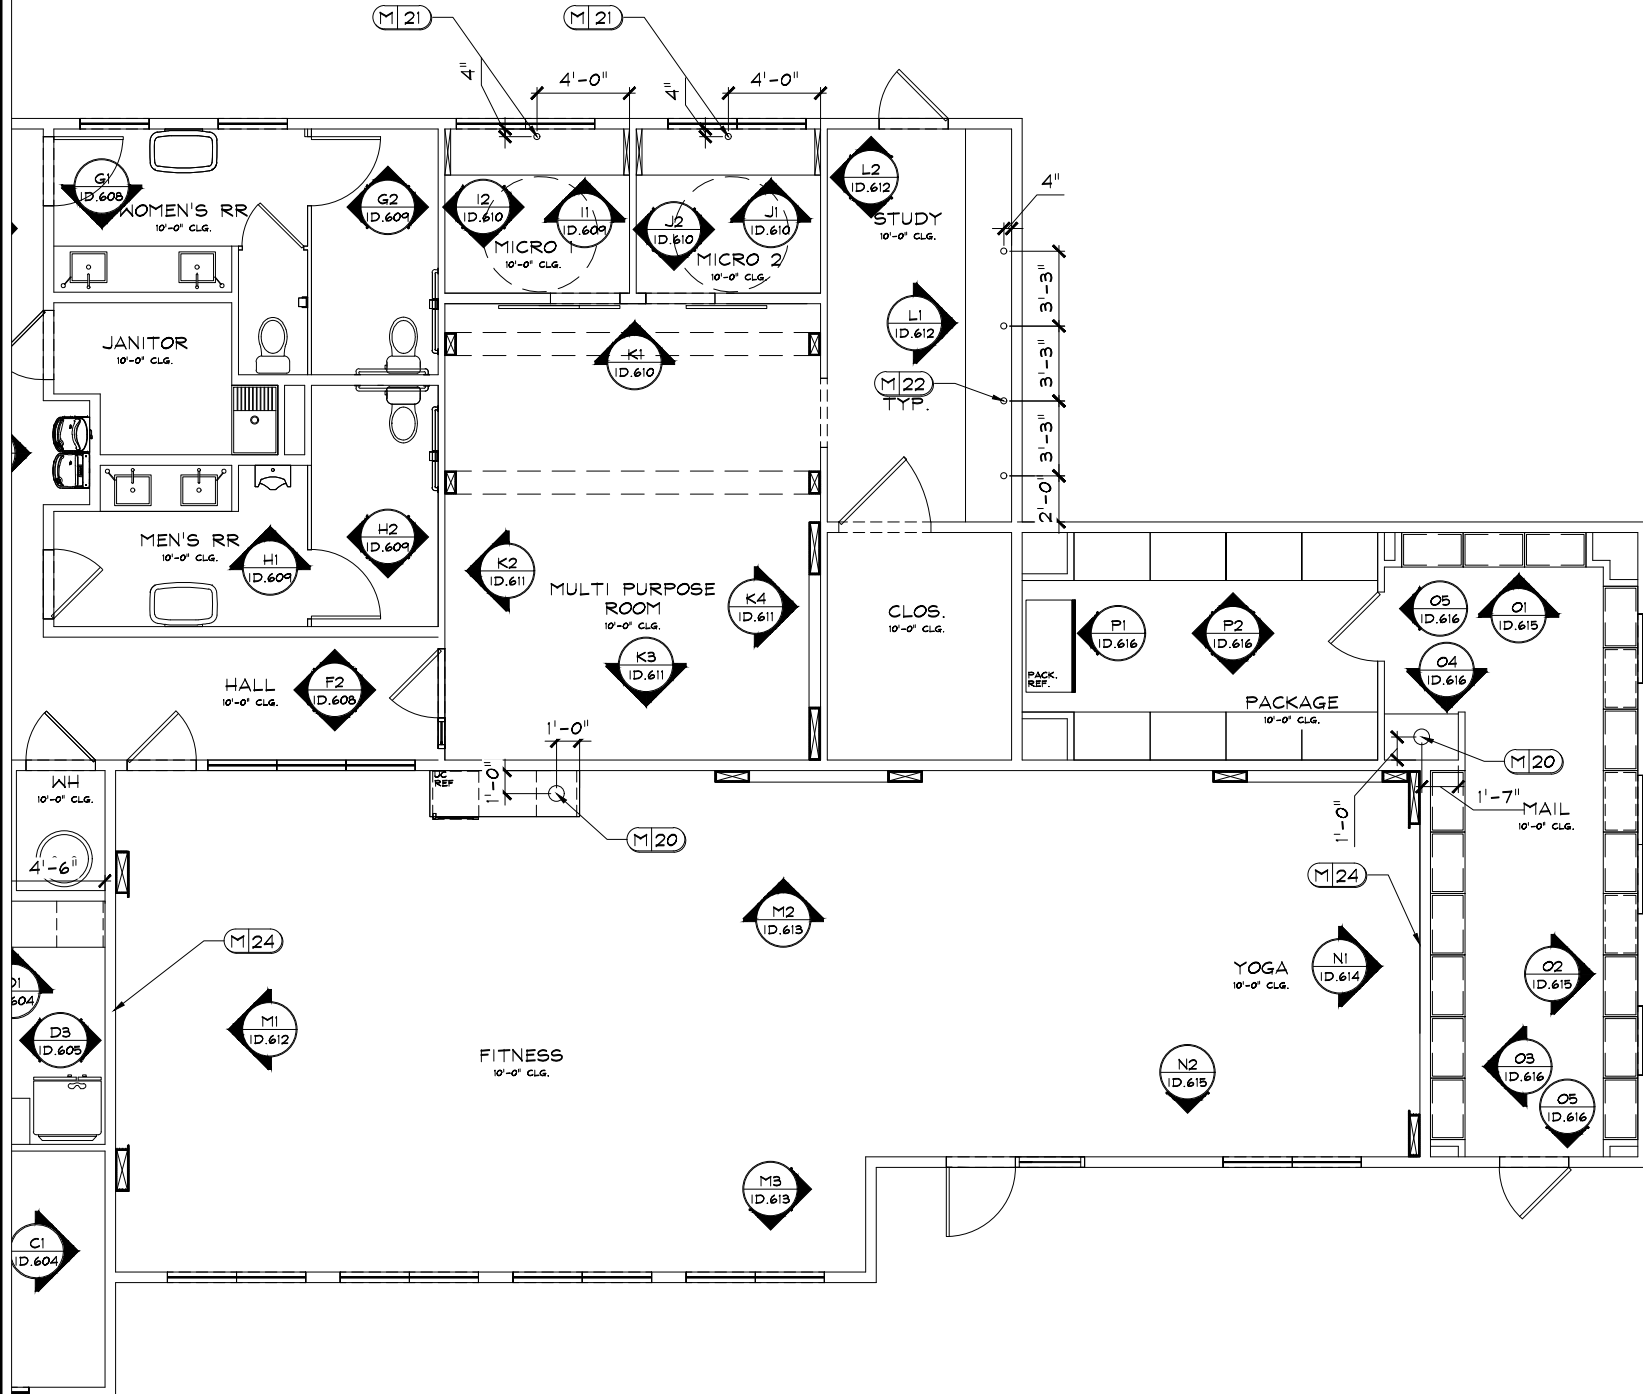 M 21
M 21
4"
4'-0"
4"
4'-0"
G1
ID.608
WOMEN'S RR
10'-0" CLG.
G2
ID.609
I2
ID.610
I1
ID.609
MICRO 1
10'-0" CLG.
J2
ID.610
J1
ID.610
MICRO 2
10'-0" CLG.
L2
ID.612
STUDY
10'-0" CLG.
4"
3'-3"
3'-3"
3'-3"
2'-0"
L1
ID.612
M 22
TYP.
JANITOR
10'-0" CLG.
K1
ID.610
MEN'S RR
10'-0" CLG.
H1
ID.609
H2
ID.609
K2
ID.611
MULTI PURPOSE
ROOM
10'-0" CLG.
K4
ID.611
K3
ID.611
CLOS.
10'-0" CLG.
P1
ID.616
P2
ID.616
PACK.
REF.
PACKAGE
10'-0" CLG.
O5
ID.616
O1
ID.615
O4
ID.616
HALL
10'-0" CLG.
F2
ID.608
1'-0"
1'-0"
UC
REF
M 20
M 20
1'-7"
1'-0"
MAIL
10'-0" CLG.
WH
10'-0" CLG.
4'-6"
M 24
M 24
M2
ID.613
D3
ID.605
M1
ID.612
FITNESS
10'-0" CLG.
YOGA
10'-0" CLG.
N1
ID.614
O2
ID.615
N2
ID.615
O3
ID.616
O5
ID.616
M3
ID.613
C1
ID.604